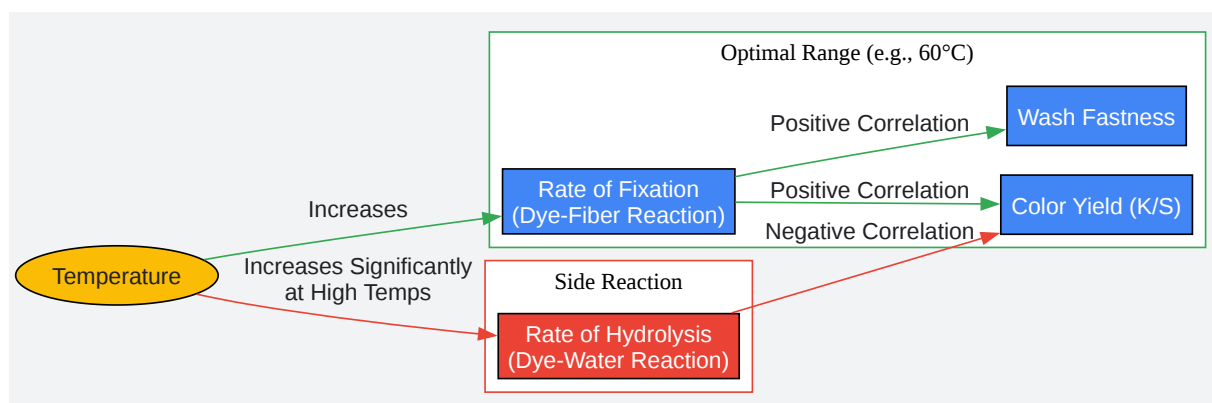 Optimal Range (e.g., 60°C)
Wash Fastness
Positive Correlation
Rate of Fixation
(Dye-Fiber Reaction)
Positive Correlation
Color Yield (K/S)
Increases
Negative Correlation
Temperature
Increases Significantly
at High Temps
Side Reaction
Rate of Hydrolysis
(Dye-Water Reaction)